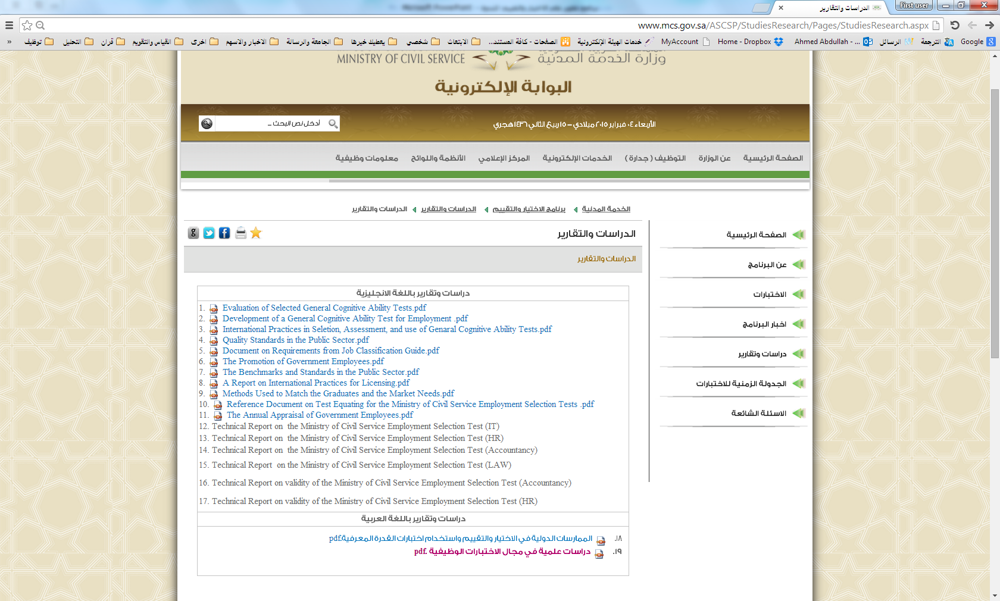 الدراسات والتقارير
First user
www.mcs.gov.sa/ASCSP/StudiesResearch/Pages/StudiesResearch.aspx
Google
الترجمة
الرسائل
Ahmed Abdullah - ...
Home - Dropbox
MyAccount
خدمات الهيئة الإلكترونية
الصفحات - كافة المستند...
الابتعاث
شخصي
يعطيك خيرها
الجامعة والرسالة
الاخبار والاسهم
اخرى
القياس والتقويم
قران
التحليل
توظيف
»
MINISTRY OF CIVIL SERVICE
وزارة الخدمة المدنية
البوابة الإلكترونية
الأربعاء ٠٤ فبراير ٢٠١٥ ميلادي – ١٥ ربيع الثاني ١٤٣٦ هجري
أدخل نص البحث ...
الصفحة الرئيسية
عن الوزارة
التوظيف ( جدارة )
الخدمات الإلكترونية
المركز الإعلامي
الأنظمة واللوائح
معلومات وظيفية
الخدمة المدنية
برنامج الاختيار والتقييم
الدراسات والتقارير
الدراسات والتقارير
الصفحة الرئيسية
عن البرنامج
الاختبارات
اخبار البرنامج
دراسات وتقارير
الجدولة الزمنية للاختبارات
الاسئلة الشائعة
الدراسات والتقارير
الدراسات والتقارير
دراسات وتقارير باللغة الانجليزية
1. Evaluation of Selected General Cognitive Ability Tests.pdf
2. Development of a General Cognitive Ability Test for Employment .pdf
3. International Practices in Seletion, Assessment, and use of Genaral Cognitive Ability Tests.pdf
4. Quality Standards in the Public Sector.pdf
5. Document on Requirements from Job Classification Guide.pdf
6. The Promotion of Government Employees.pdf
7. The Benchmarks and Standards in the Public Sector.pdf
8. A Report on International Practices for Licensing.pdf
9. Methods Used to Match the Graduates and the Market Needs.pdf
10. Reference Document on Test Equating for the Ministry of Civil Service Employment Selection Tests .pdf
11. The Annual Appraisal of Government Employees.pdf
12. Technical Report on  the Ministry of Civil Service Employment Selection Test (IT)
13. Technical Report on  the Ministry of Civil Service Employment Selection Test (HR)
14. Technical Report on  the Ministry of Civil Service Employment Selection Test (Accountancy)
15. Technical Report  on the Ministry of Civil Service Employment Selection Test (LAW)
16. Technical Report on validity of the Ministry of Civil Service Employment Selection Test (Accountancy)
17. Technical Report on validity of the Ministry of Civil Service Employment Selection Test (HR)
دراسات وتقارير باللغة العربية
١٨. الممارسات الدولية في الاختيار والتقييم واستخدام اختبارات القدرة المعرفية.pdf
١٩. دراسات علمية في مجال الاختبارات الوظيفية .pdf